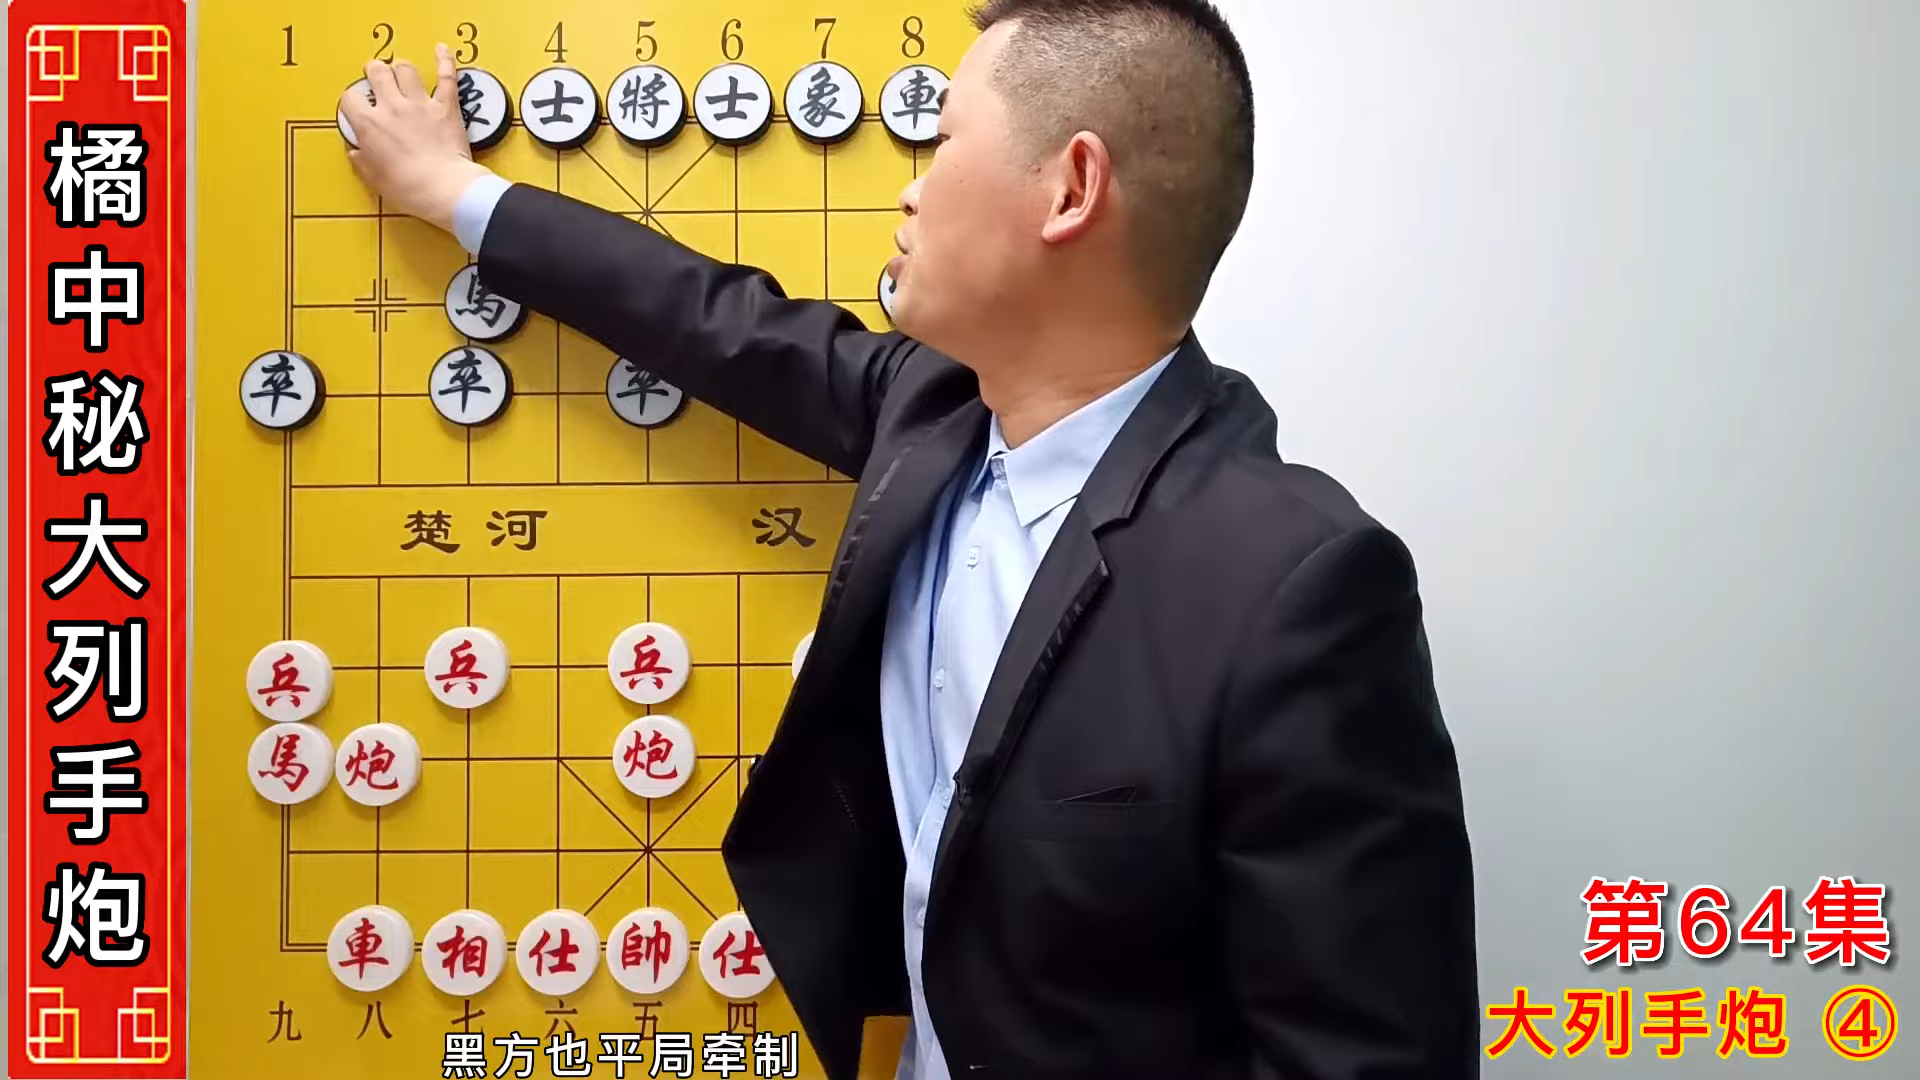 橘中秘大列手炮
1 2 3 4 5 6 7 8
象 士 將 士 象 車
馬
卒 卒 卒
楚河 汉
兵 兵 兵
馬 炮 炮
車 相 仕 帥 仕
九 八 七 六 五 四
黑方也平局牵制
第64集
大列手炮 ④